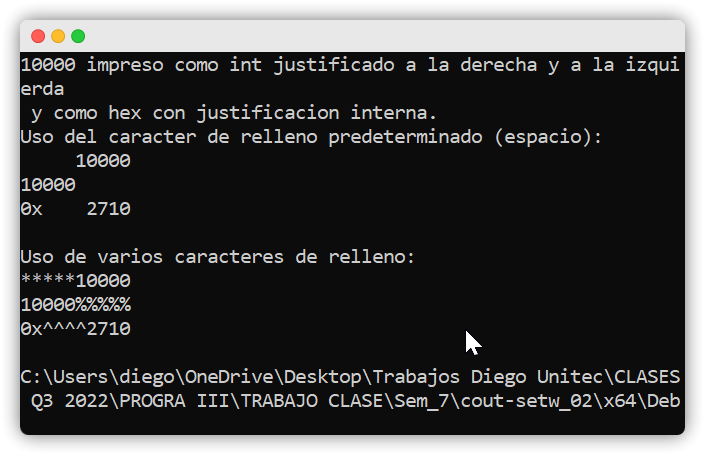 10000 impreso como int justificado a la derecha y a la izqui
erda
 y como hex con justificacion interna.
Uso del caracter de relleno predeterminado (espacio):
     10000
10000
0x    2710

Uso de varios caracteres de relleno:
*****10000
10000%%%%%
0x^^^^2710

C:\Users\diego\OneDrive\Desktop\Trabajos Diego Unitec\CLASES
 Q3 2022\PROGRA III\TRABAJO CLASE\Sem_7\cout-setw_02\x64\Deb